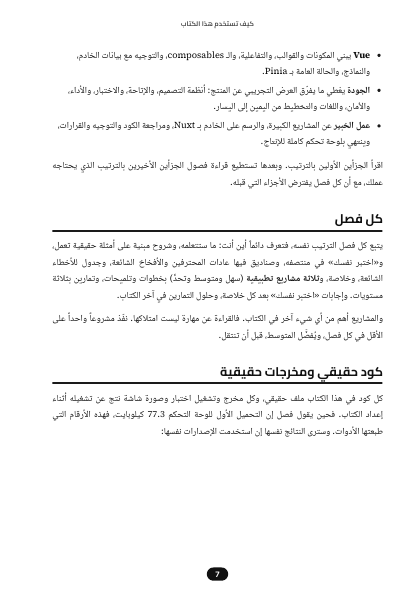 كيف تستخدم هذا الكتاب
• Vue يبني المكونات والقوالب، والتفاعلية، والـ composables، والتوجيه مع بيانات الخادم،
والنماذج، والحالة العامة بـ Pinia.
• الجودة يغطي ما يفرّق العرض التجريبي عن المنتج: أنظمة التصميم، والإتاحة، والاختبار، والأداء،
والأمان، واللغات والتخطيط من اليمين إلى اليسار.
• عمل الخبير عن المشاريع الكبيرة، والرسم على الخادم بـ Nuxt، ومراجعة الكود والتوجيه والقرارات،
وينتهي بلوحة تحكم كاملة للإنتاج.
اقرأ الجزأين الأولين بالترتيب. وبعدها تستطيع قراءة فصول الجزأين الأخيرين بالترتيب الذي يحتاجه
عملك، مع أن كل فصل يفترض الأجزاء التي قبله.
كل فصل
يتبع كل فصل الترتيب نفسه، فتعرف دائماً أين أنت: ما ستتعلمه، وشروح مبنية على أمثلة حقيقية تعمل،
و«اختبر نفسك» في منتصفه، وصناديق فيها عادات المحترفين والأفخاخ الشائعة، وجدول للأخطاء
الشائعة، وخلاصة، وثلاثة مشاريع تطبيقية (سهل ومتوسط وتحدٍّ) بخطوات وتلميحات، وتمارين بثلاثة
مستويات. وإجابات «اختبر نفسك» بعد كل خلاصة، وحلول التمارين في آخر الكتاب.
والمشاريع أهم من أي شيء آخر في الكتاب. فالقراءة عن مهارة ليست امتلاكها. نفّذ مشروعاً واحداً على
الأقل في كل فصل، ويُفضَّل المتوسط، قبل أن تنتقل.
كود حقيقي ومخرجات حقيقية
كل كود في هذا الكتاب ملف حقيقي، وكل مخرج وتشغيل اختبار وصورة شاشة نتج عن تشغيله أثناء
إعداد الكتاب. فحين يقول فصل إن التحميل الأول للوحة التحكم 77.3 كيلوبايت، فهذه الأرقام التي
طبعتها الأدوات. وسترى النتائج نفسها إن استخدمت الإصدارات نفسها:
7